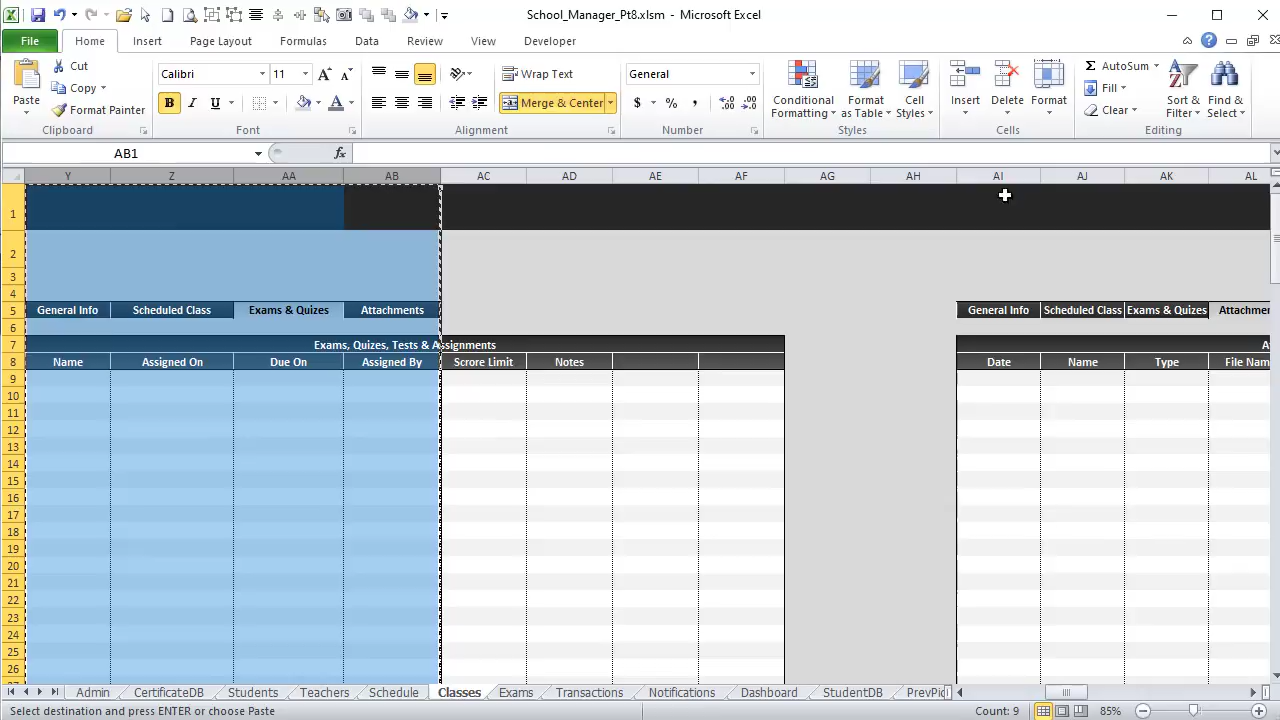 School_Manager_Pt8.xlsm - Microsoft Excel
File Home Insert Page Layout Formulas Data Review View Developer
Paste Cut Copy Format Painter Clipboard
Calibri 11 B I U A Font
Wrap Text Merge & Center Alignment
General $ % , Number
Conditional Formatting Format as Table Cell Styles Styles
Insert Delete Format Cells
AutoSum Fill Clear Sort & Filter Find & Select Editing
AB1 fx
Y Z AA AB AC AD AE AF AG AH AI AJ AK AL
1
2
3
4
5 General Info Scheduled Class Exams & Quizes Attachments General Info Scheduled Class Exams & Quizes Attachmen
6
7 Exams, Quizes, Tests & Assignments A
8 Name Assigned On Due On Assigned By Scrore Limit Notes Date Name Type File Nam
9
10
11
12
13
14
15
16
17
18
19
20
21
22
23
24
25
26
Admin CertificateDB Students Teachers Schedule Classes Exams Transactions Notifications Dashboard StudentDB PrevPic
Select destination and press ENTER or choose Paste Count: 9 85%